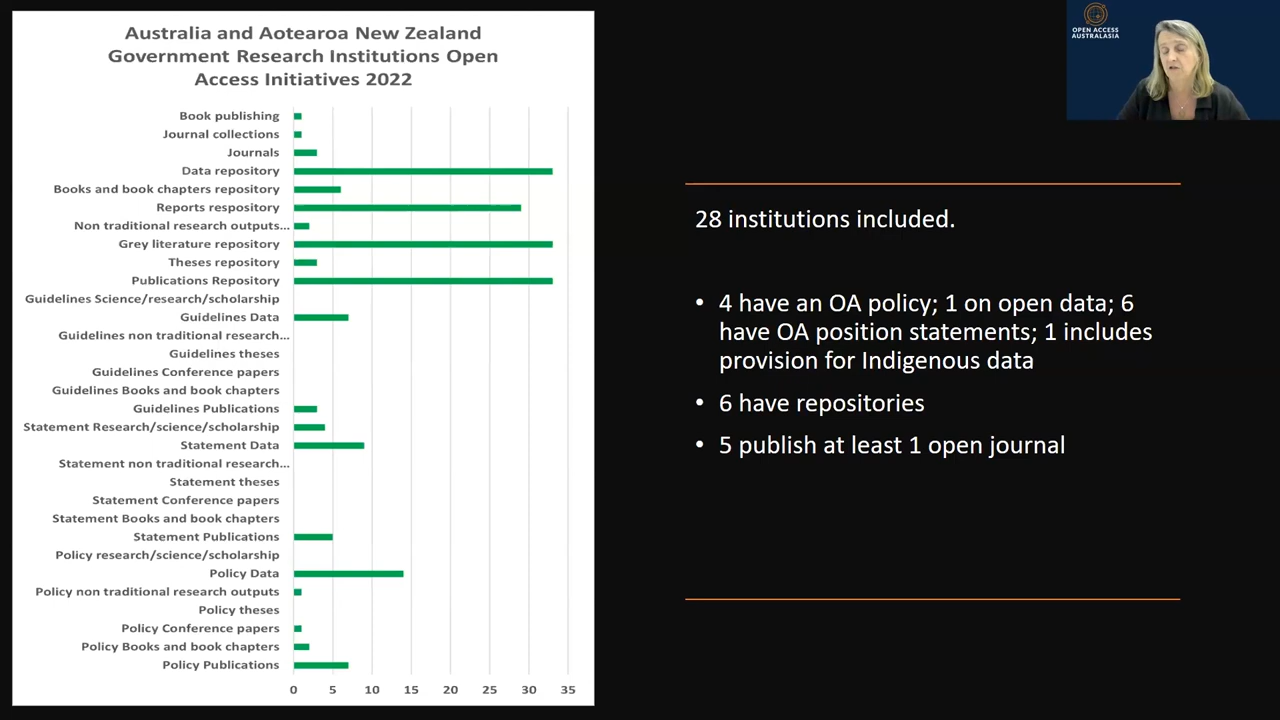 Australia and Aotearoa New Zealand
Government Research Institutions Open
Access Initiatives 2022
Book publishing
Journal collections
Journals
Data repository
Books and book chapters repository
Reports respository
Non traditional research outputs...
Grey literature repository
Theses repository
Publications Repository
Guidelines Science/research/scholarship
Guidelines Data
Guidelines non traditional research...
Guidelines theses
Guidelines Conference papers
Guidelines Books and book chapters
Guidelines Publications
Statement Research/science/scholarship
Statement Data
Statement non traditional research...
Statement theses
Statement Conference papers
Statement Books and book chapters
Statement Publications
Policy research/science/scholarship
Policy Data
Policy non traditional research outputs
Policy theses
Policy Conference papers
Policy Books and book chapters
Policy Publications
0 5 10 15 20 25 30 35
OPEN ACCESS
AUSTRALASIA
28 institutions included.
• 4 have an OA policy; 1 on open data; 6
have OA position statements; 1 includes
provision for Indigenous data
• 6 have repositories
• 5 publish at least 1 open journal